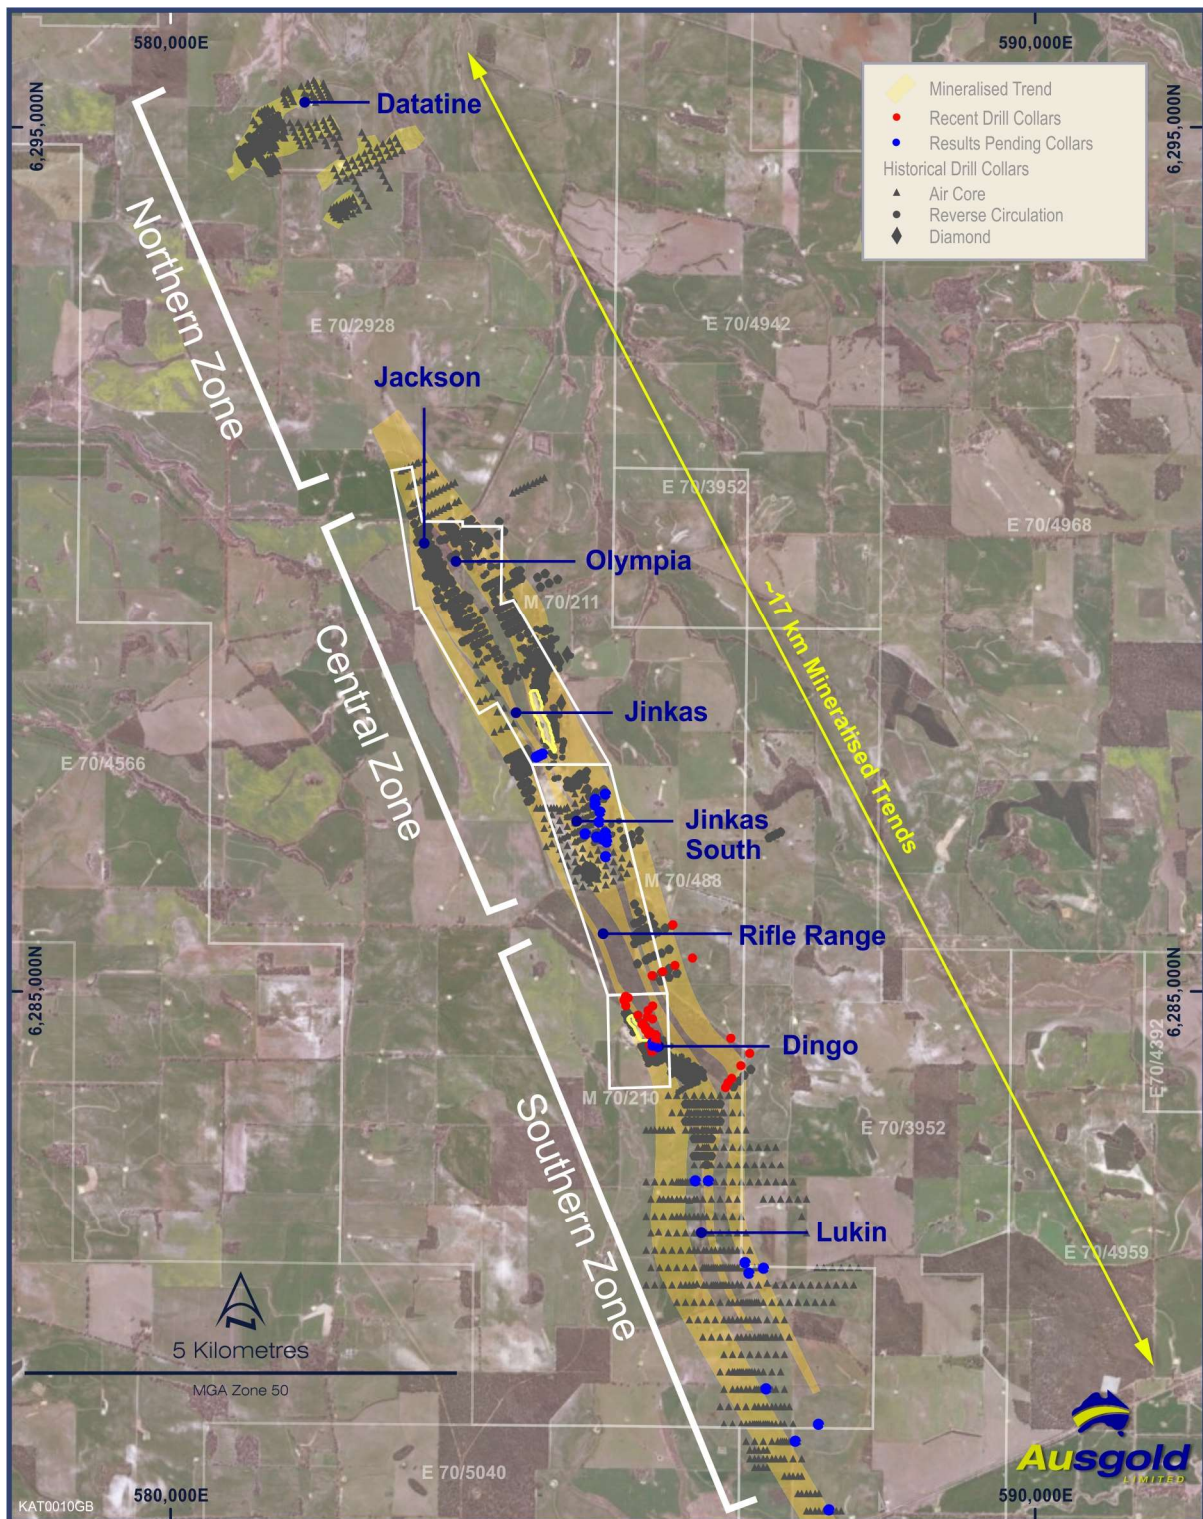 580,000E
590,000E
6,295,000N
6,295,000N
Mineralised Trend
Recent Drill Collars
Results Pending Collars
Historical Drill Collars
Air Core
Reverse Circulation
Diamond
Datatine
Northern Zone
E 70/2928
E 70/4942
Jackson
E 70/3952
E 70/4968
Olympia
M 70/211
~17 km Mineralised Trends
Central Zone
Jinkas
E 70/4566
Jinkas
South
M 70/488
Rifle Range
6,285,000N
6,285,000N
Dingo
E70/4392
M 70/210
E 70/3952
Southern Zone
Lukin
E 70/4959
5 Kilometres
MGA Zone 50
Ausgold
LIMITED
E 70/5040
KAT0010GB
580,000E
590,000E